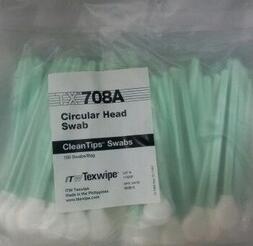 TX708A
Circular Head
Swab
CleanTips® Swabs
100 Swabs/Bag
ITW Texwipe®
ITW Texwipe
Made in the Philippines
www.texwipe.com